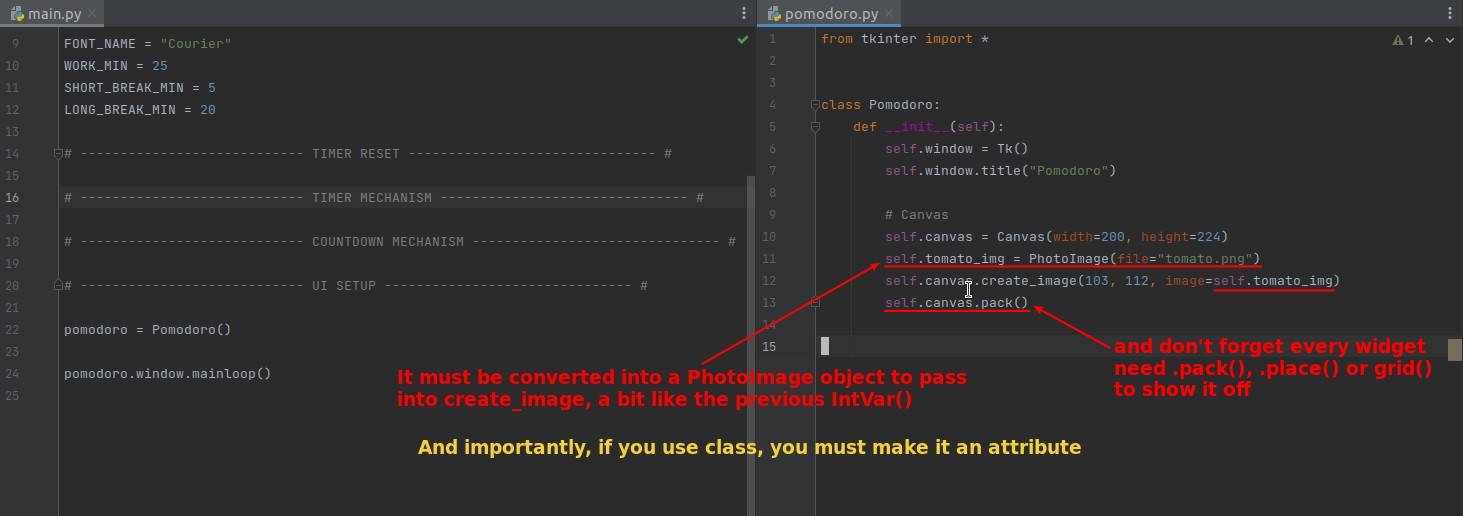 main.py
9 FONT_NAME = "Courier"
10 WORK_MIN = 25
11 SHORT_BREAK_MIN = 5
12 LONG_BREAK_MIN = 20
13
14 # ---------------------------- TIMER RESET ------------------------------- #
15
16 # ---------------------------- TIMER MECHANISM ------------------------------- #
17
18 # ---------------------------- COUNTDOWN MECHANISM ------------------------------- #
19
20 # ---------------------------- UI SETUP ------------------------------- #
21
22 pomodoro = Pomodoro()
23
24 pomodoro.window.mainloop()
25
pomodoro.py
1 from tkinter import *
1
2
3
4 class Pomodoro:
5 def __init__(self):
6 self.window = Tk()
7 self.window.title("Pomodoro")
8
9 # Canvas
10 self.canvas = Canvas(width=200, height=224)
11 self.tomato_img = PhotoImage(file="tomato.png")
12 self.canvas.create_image(103, 112, image=self.tomato_img)
13 self.canvas.pack()
14
15
It must be converted into a PhotoImage object to pass
into create_image, a bit like the previous IntVar()
and don't forget every widget
need .pack(), .place() or grid()
to show it off
And importantly, if you use class, you must make it an attribute